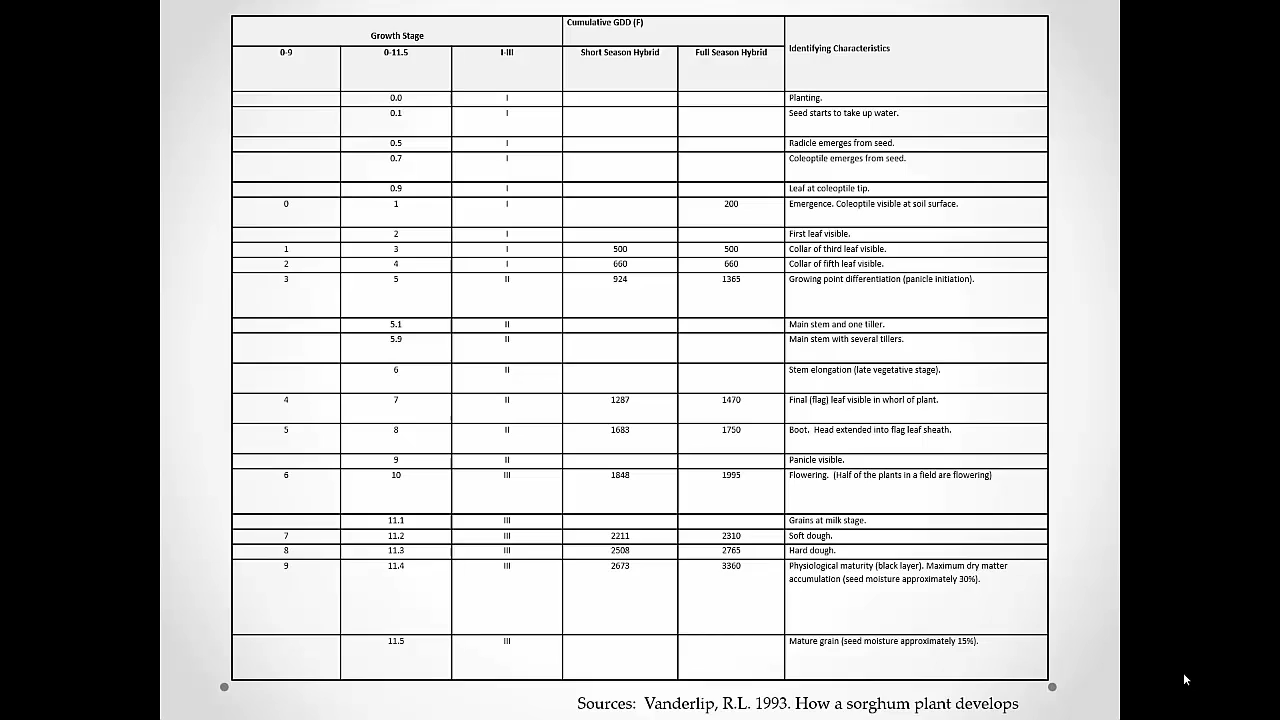 Growth Stage
Cumulative GDD (F)
Identifying Characteristics
0-9 0-11.5 I-III Short Season Hybrid Full Season Hybrid
0.0 I Planting.
0.1 I Seed starts to take up water.
0.5 I Radicle emerges from seed.
0.7 I Coleoptile emerges from seed.
0.9 I Leaf at coleoptile tip.
0 1 I 200 Emergence. Coleoptile visible at soil surface.
2 I First leaf visible.
1 3 I 500 500 Collar of third leaf visible.
2 4 I 660 660 Collar of fifth leaf visible.
3 5 II 924 1365 Growing point differentiation (panicle initiation).
5.1 II Main stem and one tiller.
5.9 II Main stem with several tillers.
6 II Stem elongation (late vegetative stage).
4 7 II 1287 1470 Final (flag) leaf visible in whorl of plant.
5 8 II 1683 1750 Boot. Head extended into flag leaf sheath.
9 II Panicle visible.
6 10 III 1848 1995 Flowering. (Half of the plants in a field are flowering)
11.1 III Grains at milk stage.
7 11.2 III 2211 2310 Soft dough.
8 11.3 III 2508 2765 Hard dough.
9 11.4 III 2673 3360 Physiological maturity (black layer). Maximum dry matter
accumulation (seed moisture approximately 30%).
11.5 III Mature grain (seed moisture approximately 15%).
Sources: Vanderlip, R.L. 1993. How a sorghum plant develops